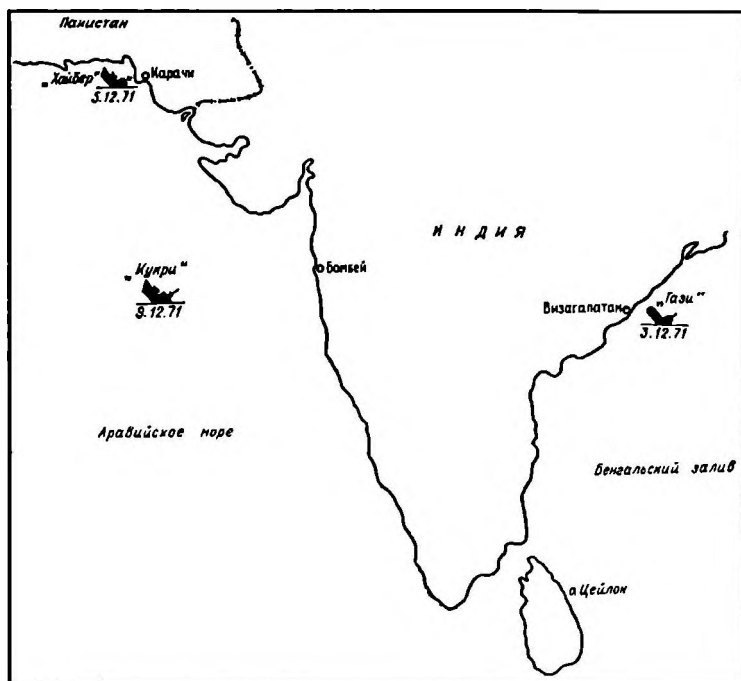 Пакистан
„Хайбер"
Карачи
5.12.71
ИНДИЯ
„Кукри"
9.12.71
Бомбей
Визагапатам
„Гази"
3.12.71
Аравийское море
Бенгальский залив
о Цейлон